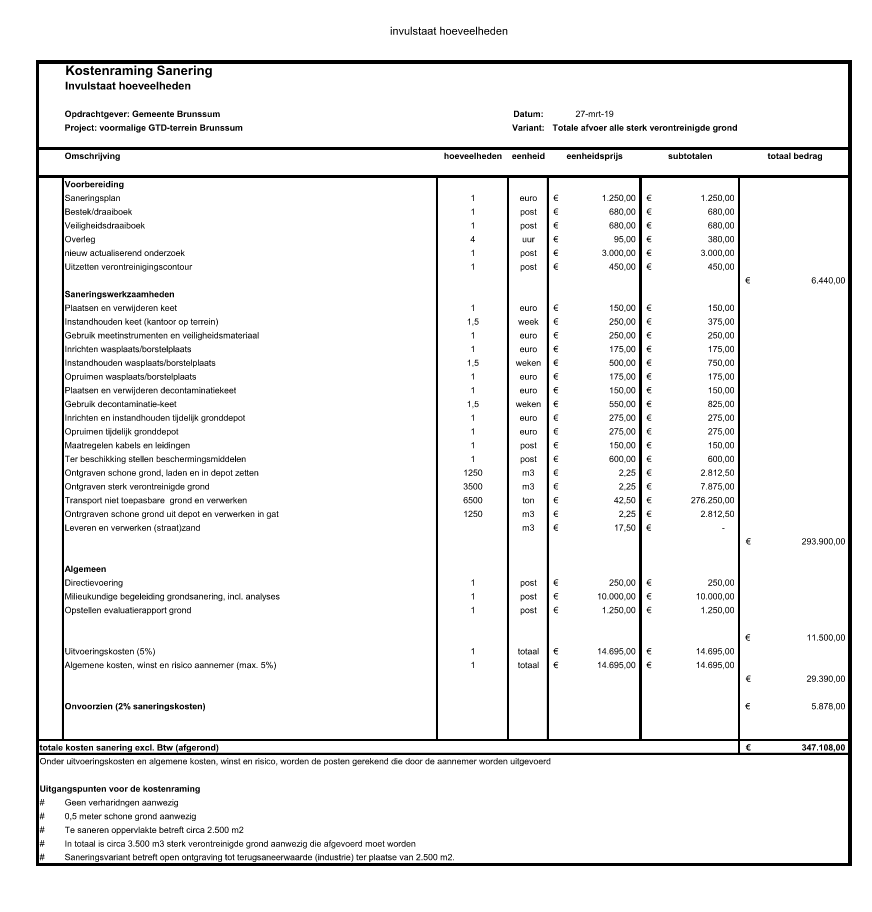 invulstaat hoeveelheden
Kostenraming Sanering
Invulstaat hoeveelheden
Opdrachtgever: Gemeente Brunssum Datum: 27-mrt-19
Project: voormalige GTD-terrein Brunssum Variant: Totale afvoer alle sterk verontreinigde grond
Omschrijving hoeveelheden eenheid eenheidsprijs subtotalen totaal bedrag
Voorbereiding
Saneringsplan 1 euro € 1.250,00 € 1.250,00
Bestek/draaiboek 1 post € 680,00 € 680,00
Veiligheidsdraaiboek 1 post € 680,00 € 680,00
Overleg 4 uur € 95,00 € 380,00
nieuw actualiserend onderzoek 1 post € 3.000,00 € 3.000,00
Uitzetten verontreinigingscontour 1 post € 450,00 € 450,00
€ 6.440,00
Saneringswerkzaamheden
Plaatsen en verwijderen keet 1 euro € 150,00 € 150,00
Instandhouden keet (kantoor op terrein) 1,5 week € 250,00 € 375,00
Gebruik meetinstrumenten en veiligheidsmateriaal 1 euro € 250,00 € 250,00
Inrichten wasplaats/borstelplaats 1 euro € 175,00 € 175,00
Instandhouden wasplaats/borstelplaats 1,5 weken € 500,00 € 750,00
Opruimen wasplaats/borstelplaats 1 euro € 175,00 € 175,00
Plaatsen en verwijderen decontaminatiekeet 1 euro € 150,00 € 150,00
Gebruik decontaminatie-keet 1,5 weken € 550,00 € 825,00
Inrichten en instandhouden tijdelijk gronddepot 1 euro € 275,00 € 275,00
Opruimen tijdelijk gronddepot 1 euro € 275,00 € 275,00
Maatregelen kabels en leidingen 1 post € 150,00 € 150,00
Ter beschikking stellen beschermingsmiddelen 1 post € 600,00 € 600,00
Ontgraven schone grond, laden en in depot zetten 1250 m3 € 2,25 € 2.812,50
Ontgraven sterk verontreinigde grond 3500 m3 € 2,25 € 7.875,00
Transport niet toepasbare grond en verwerken 6500 ton € 42,50 € 276.250,00
Ontrgraven schone grond uit depot en verwerken in gat 1250 m3 € 2,25 € 2.812,50
Leveren en verwerken (straat)zand m3 € 17,50 € -
€ 293.900,00
Algemeen
Directievoering 1 post € 250,00 € 250,00
Milieukundige begeleiding grondsanering, incl. analyses 1 post € 10.000,00 € 10.000,00
Opstellen evaluatierapport grond 1 post € 1.250,00 € 1.250,00
€ 11.500,00
Uitvoeringskosten (5%) 1 totaal € 14.695,00 € 14.695,00
Algemene kosten, winst en risico aannemer (max. 5%) 1 totaal € 14.695,00 € 14.695,00
€ 29.390,00
Onvoorzien (2% saneringskosten) € 5.878,00
totale kosten sanering excl. Btw (afgerond) € 347.108,00
Onder uitvoeringskosten en algemene kosten, winst en risico, worden de posten gerekend die door de aannemer worden uitgevoerd
Uitgangspunten voor de kostenraming
# Geen verharidngen aanwezig
# 0,5 meter schone grond aanwezig
# Te saneren oppervlakte betreft circa 2.500 m2
# In totaal is circa 3.500 m3 sterk verontreinigde grond aanwezig die afgevoerd moet worden
# Saneringsvariant betreft open ontgraving tot terugsaneerwaarde (industrie) ter plaatse van 2.500 m2.